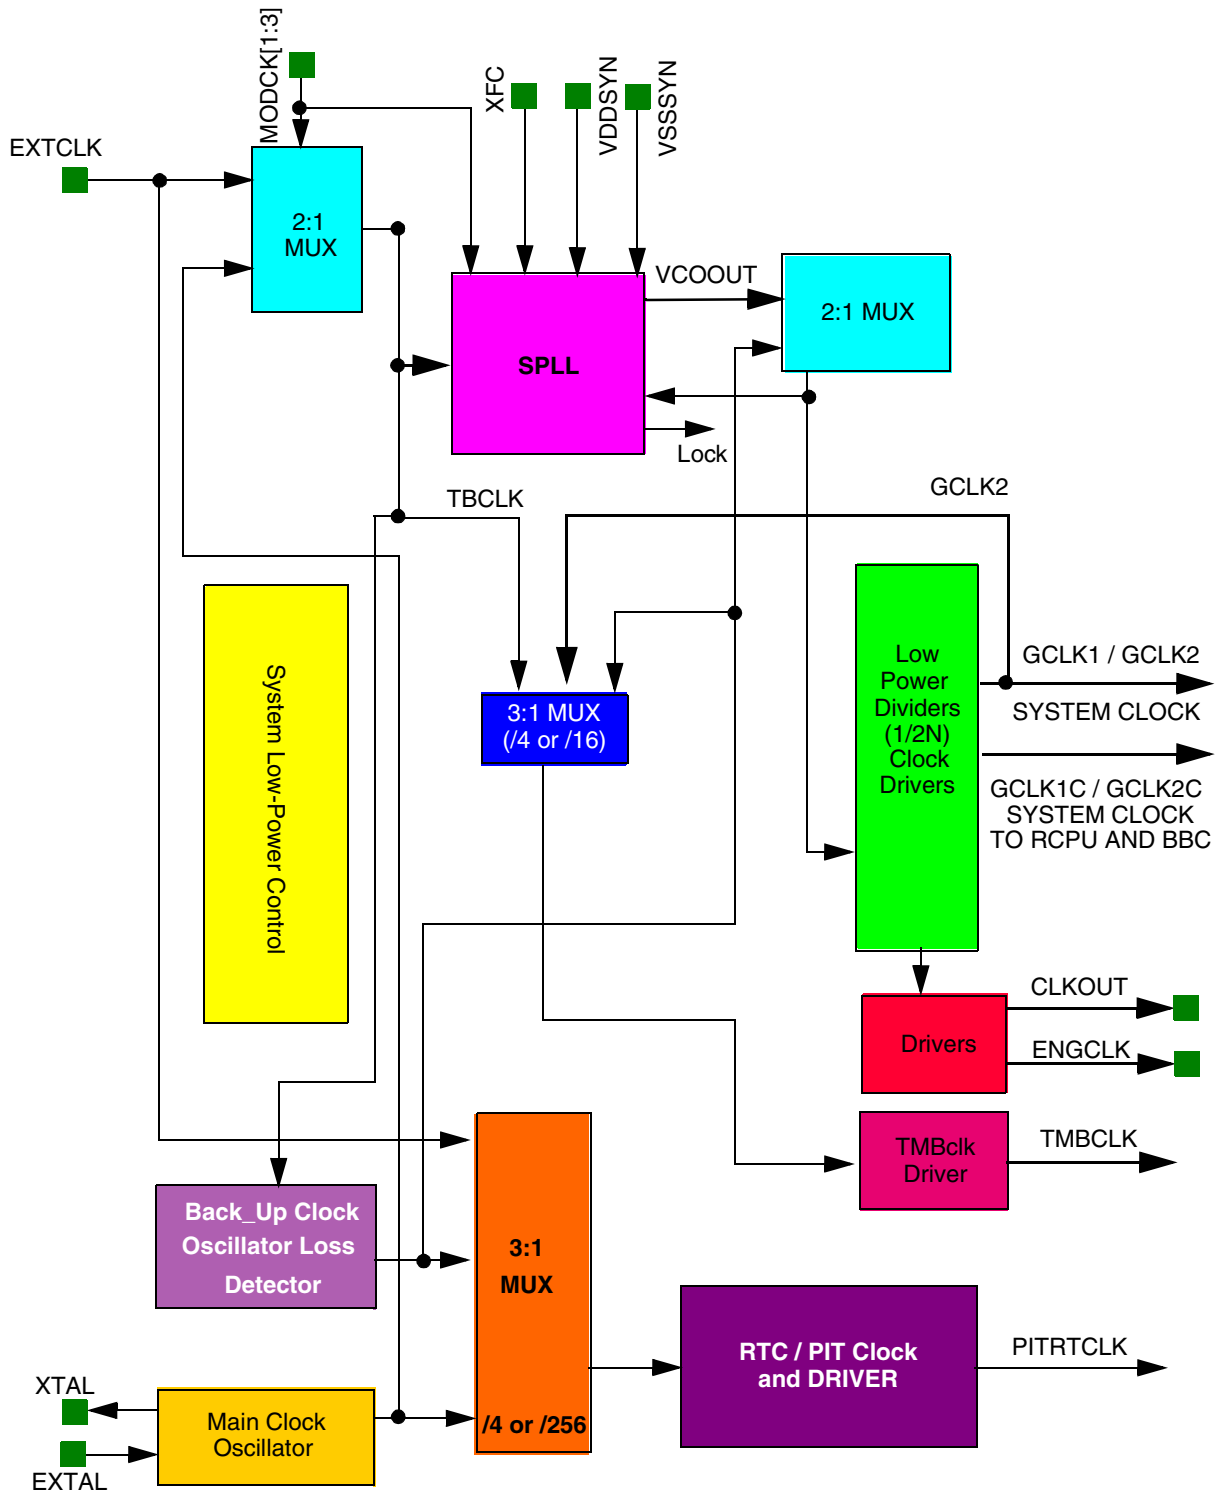 MODCK[1:3]
XFC
VDDSYN
VSSSYN
EXTCLK
2:1
MUX
VCOOUT
2:1 MUX
SPLL
Lock
TBCLK
GCLK2
System Low-Power Control
Low
Power
Dividers
(1/2N)
Clock
Drivers
GCLK1 / GCLK2
SYSTEM CLOCK
GCLK1C / GCLK2C
SYSTEM CLOCK
TO RCPU AND BBC
3:1 MUX
(/4 or /16)
CLKOUT
Drivers
ENGCLK
TMBclk
Driver
TMBCLK
Back_Up Clock
Oscillator Loss
Detector
3:1
MUX
/4 or /256
RTC / PIT Clock
and DRIVER
PITRTCLK
XTAL
Main Clock
Oscillator
EXTAL